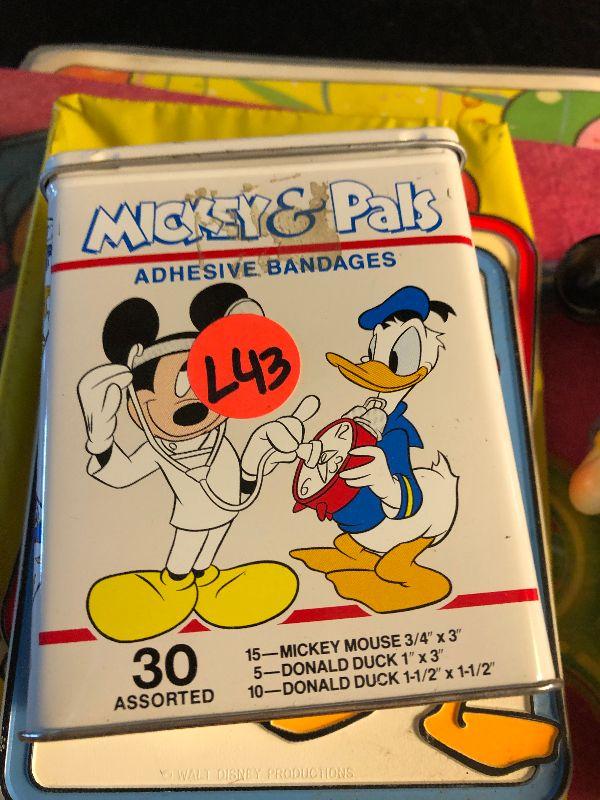 MICKEY & Pals
ADHESIVE BANDAGES
L43
30
ASSORTED
15—MICKEY MOUSE 3/4" x 3"
5—DONALD DUCK 1" x 3"
10—DONALD DUCK 1-1/2" x 1-1/2"
© WALT DISNEY PRODUCTIONS